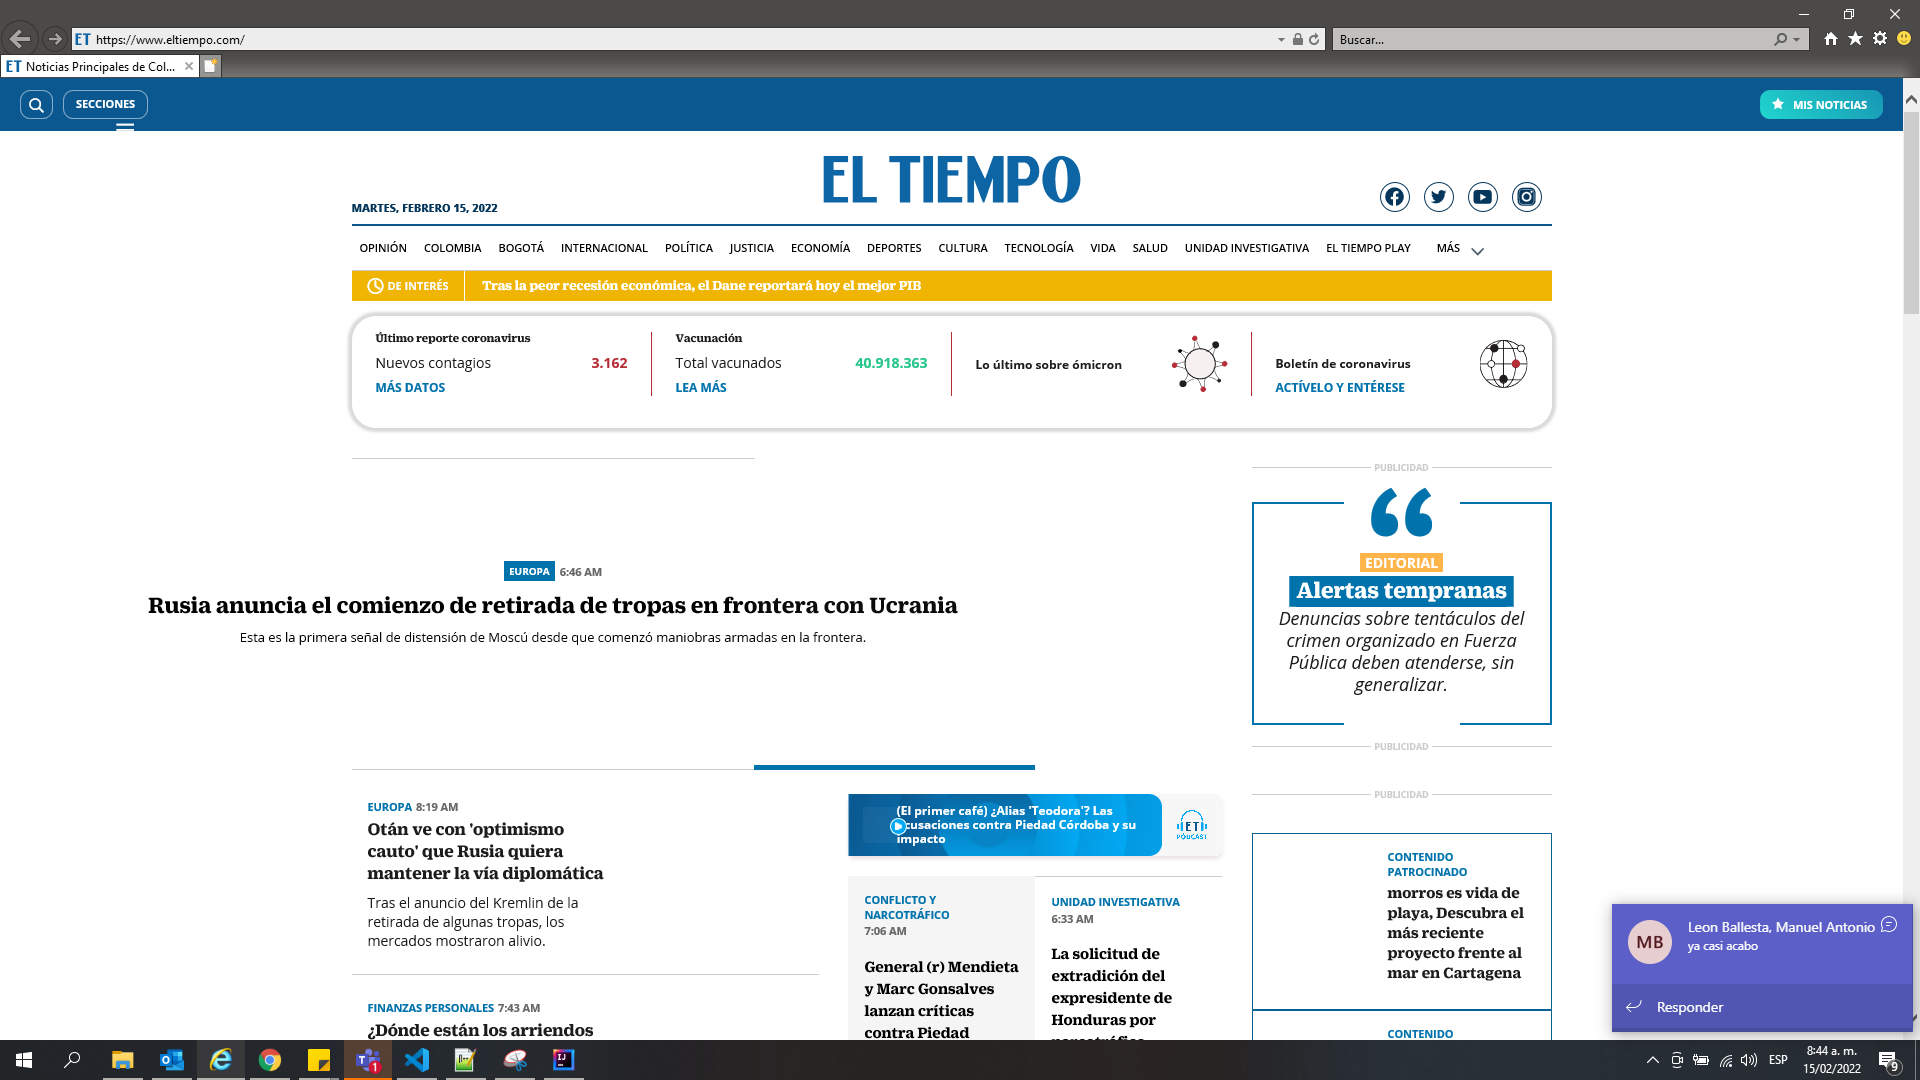 ET https://www.eltiempo.com/
Buscar...
ET Noticias Principales de Col...
SECCIONES
MIS NOTICIAS
EL TIEMPO
MARTES, FEBRERO 15, 2022
OPINIÓN COLOMBIA BOGOTÁ INTERNACIONAL POLÍTICA JUSTICIA ECONOMÍA DEPORTES CULTURA TECNOLOGÍA VIDA SALUD UNIDAD INVESTIGATIVA EL TIEMPO PLAY MÁS
DE INTERÉS Tras la peor recesión económica, el Dane reportará hoy el mejor PIB
Último reporte coronavirus
Nuevos contagios 3.162
MÁS DATOS
Vacunación
Total vacunados 40.918.363
LEA MÁS
Lo último sobre ómicron
Boletín de coronavirus
ACTÍVELO Y ENTÉRESE
EUROPA 6:46 AM
Rusia anuncia el comienzo de retirada de tropas en frontera con Ucrania
Esta es la primera señal de distensión de Moscú desde que comenzó maniobras armadas en la frontera.
PUBLICIDAD
EDITORIAL
Alertas tempranas
Denuncias sobre tentáculos del
crimen organizado en Fuerza
Pública deben atenderse, sin
generalizar.
PUBLICIDAD
PUBLICIDAD
EUROPA 8:19 AM
Otán ve con 'optimismo
cauto' que Rusia quiera
mantener la vía diplomática
Tras el anuncio del Kremlin de la
retirada de algunas tropas, los
mercados mostraron alivio.
FINANZAS PERSONALES 7:43 AM
¿Dónde están los arriendos
(El primer café) ¿Alias 'Teodora'? Las
cusaciones contra Piedad Córdoba y su
impacto
ET
PÓDCAST
CONFLICTO Y
NARCOTRÁFICO
7:06 AM
General (r) Mendieta
y Marc Gonsalves
lanzan críticas
contra Piedad
UNIDAD INVESTIGATIVA
6:33 AM
La solicitud de
extradición del
expresidente de
Honduras por
narcotráfico
CONTENIDO
PATROCINADO
morros es vida de
playa, Descubra el
más reciente
proyecto frente al
mar en Cartagena
CONTENIDO
MB
Leon Ballesta, Manuel Antonio
ya casi acabo
Responder
1
IJ
ESP
8:44 a. m.
15/02/2022
9